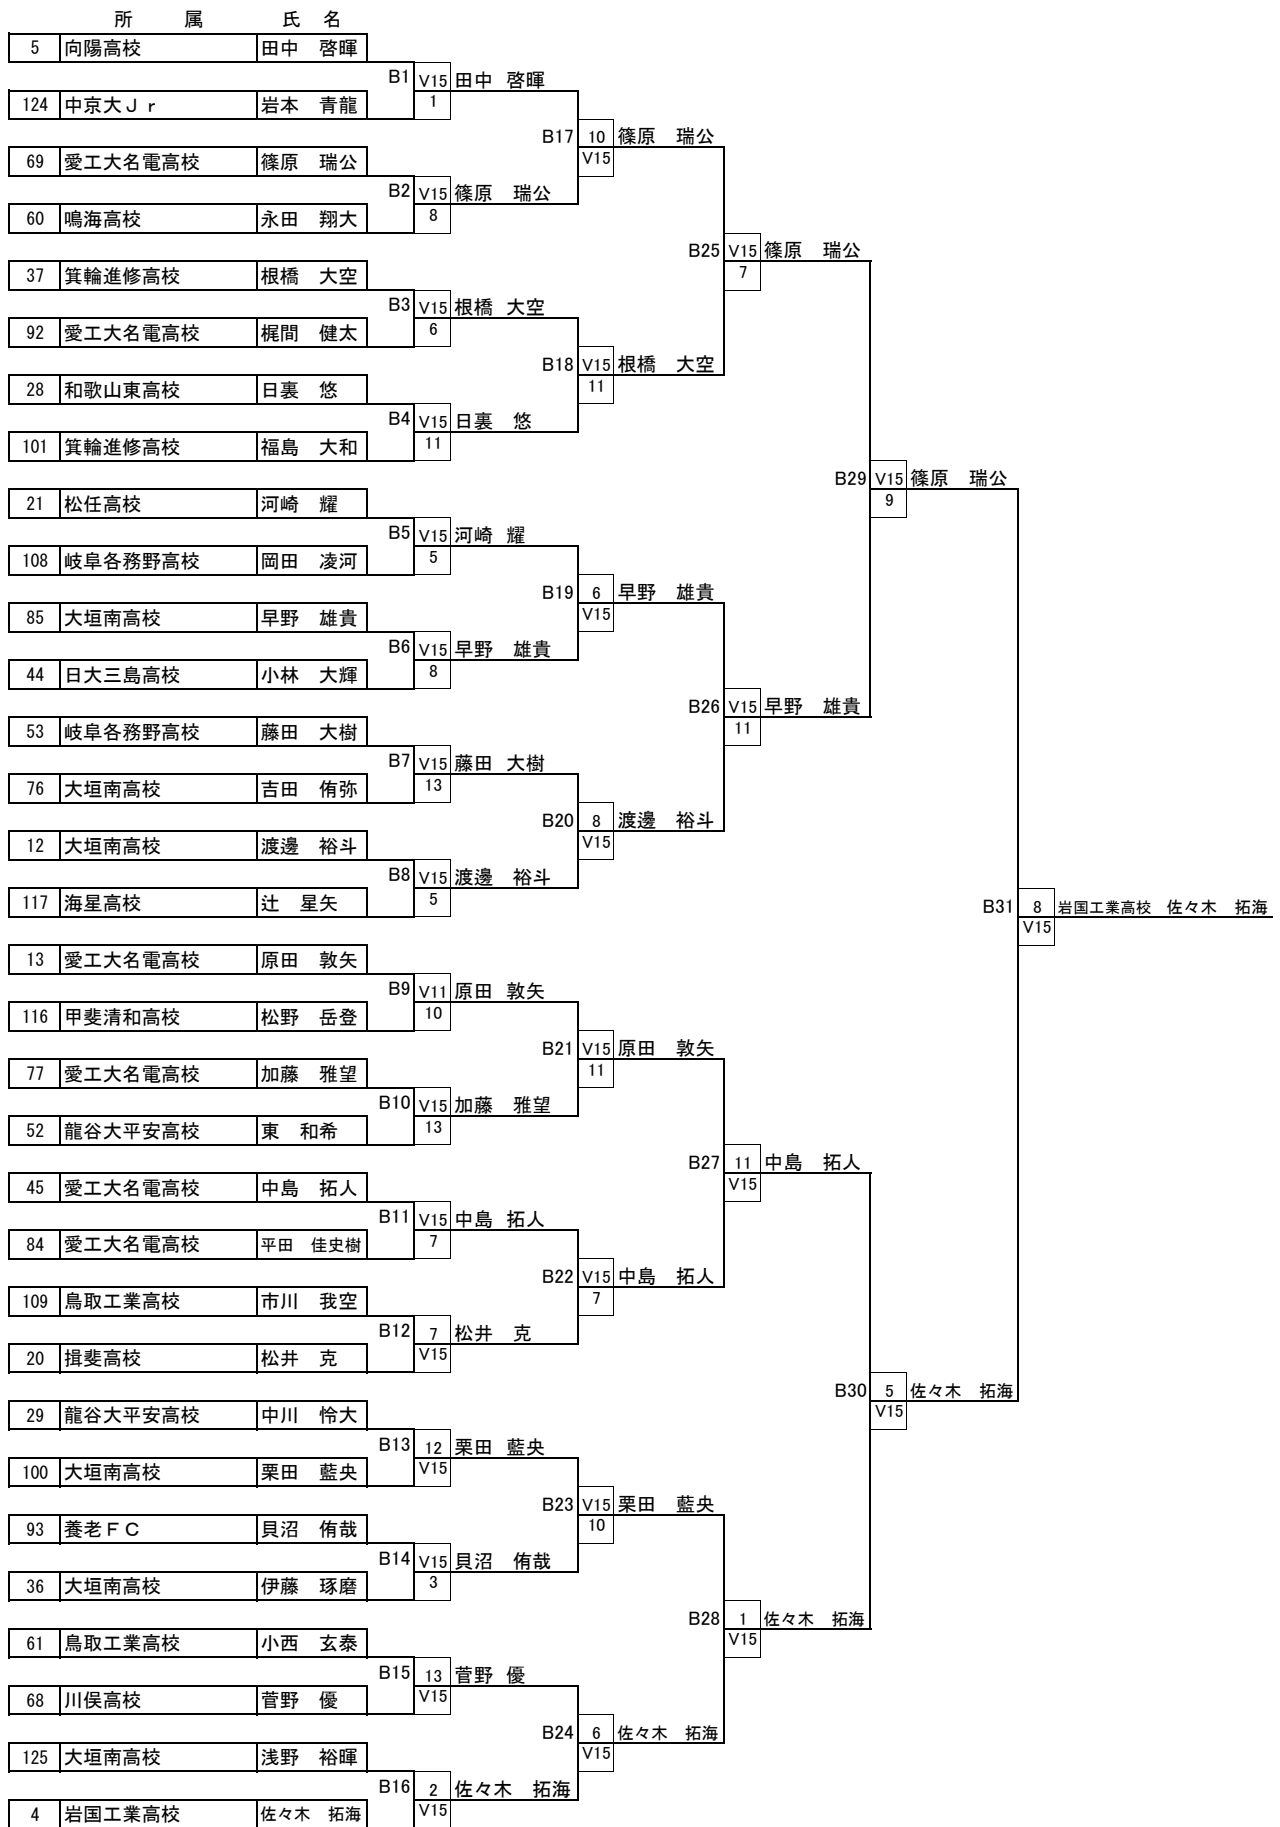 所 属 氏 名
5 向陽高校 田中 啓暉
B1 V15 田中 啓暉
124 中京大Ｊｒ 岩本 青龍 1
B17 10 篠原 瑞公
69 愛工大名電高校 篠原 瑞公 V15
B2 V15 篠原 瑞公
60 鳴海高校 永田 翔大 8
B25 V15 篠原 瑞公
37 箕輪進修高校 根橋 大空 7
B3 V15 根橋 大空
92 愛工大名電高校 梶間 健太 6
B18 V15 根橋 大空
28 和歌山東高校 日裏 悠 11
B4 V15 日裏 悠
101 箕輪進修高校 福島 大和 11
B29 V15 篠原 瑞公
21 松任高校 河崎 耀 9
B5 V15 河崎 耀
108 岐阜各務野高校 岡田 凌河 5
B19 6 早野 雄貴
85 大垣南高校 早野 雄貴 V15
B6 V15 早野 雄貴
44 日大三島高校 小林 大輝 8
B26 V15 早野 雄貴
53 岐阜各務野高校 藤田 大樹 11
B7 V15 藤田 大樹
76 大垣南高校 吉田 侑弥 13
B20 8 渡邊 裕斗
12 大垣南高校 渡邊 裕斗 V15
B8 V15 渡邊 裕斗
117 海星高校 辻 星矢 5
B31 8 岩国工業高校 佐々木 拓海
V15
13 愛工大名電高校 原田 敦矢
B9 V11 原田 敦矢
116 甲斐清和高校 松野 岳登 10
B21 V15 原田 敦矢
77 愛工大名電高校 加藤 雅望 11
B10 V15 加藤 雅望
52 龍谷大平安高校 東 和希 13
B27 11 中島 拓人
45 愛工大名電高校 中島 拓人 V15
B11 V15 中島 拓人
84 愛工大名電高校 平田 佳史樹 7
B22 V15 中島 拓人
109 鳥取工業高校 市川 我空 7
B12 7 松井 克
20 揖斐高校 松井 克 V15
B30 5 佐々木 拓海
29 龍谷大平安高校 中川 怜大 V15
B13 12 栗田 藍央
100 大垣南高校 栗田 藍央 V15
B23 V15 栗田 藍央
93 養老ＦＣ 貝沼 侑哉 10
B14 V15 貝沼 侑哉
36 大垣南高校 伊藤 琢磨 3
B28 1 佐々木 拓海
61 鳥取工業高校 小西 玄泰 V15
B15 13 菅野 優
68 川俣高校 菅野 優 V15
B24 6 佐々木 拓海
125 大垣南高校 浅野 裕暉 V15
B16 2 佐々木 拓海
4 岩国工業高校 佐々木 拓海 V15